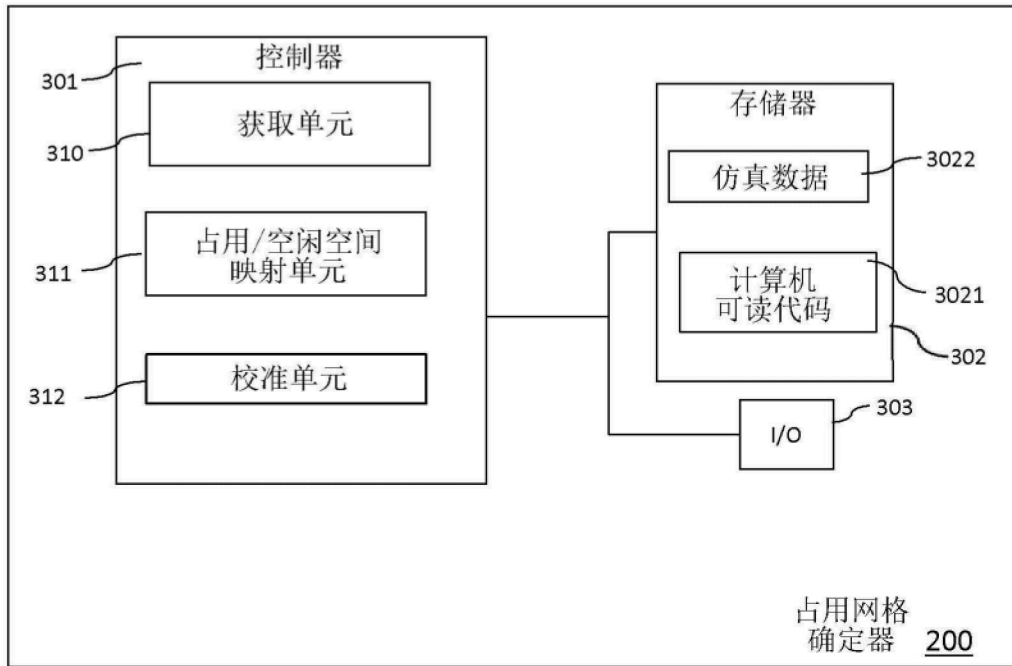 控制器
301
获取单元
310
占用/空闲空间
映射单元
311
校准单元
312
存储器
仿真数据
3022
计算机
可读代码
3021
302
303
I/O
占用网格
确定器 200